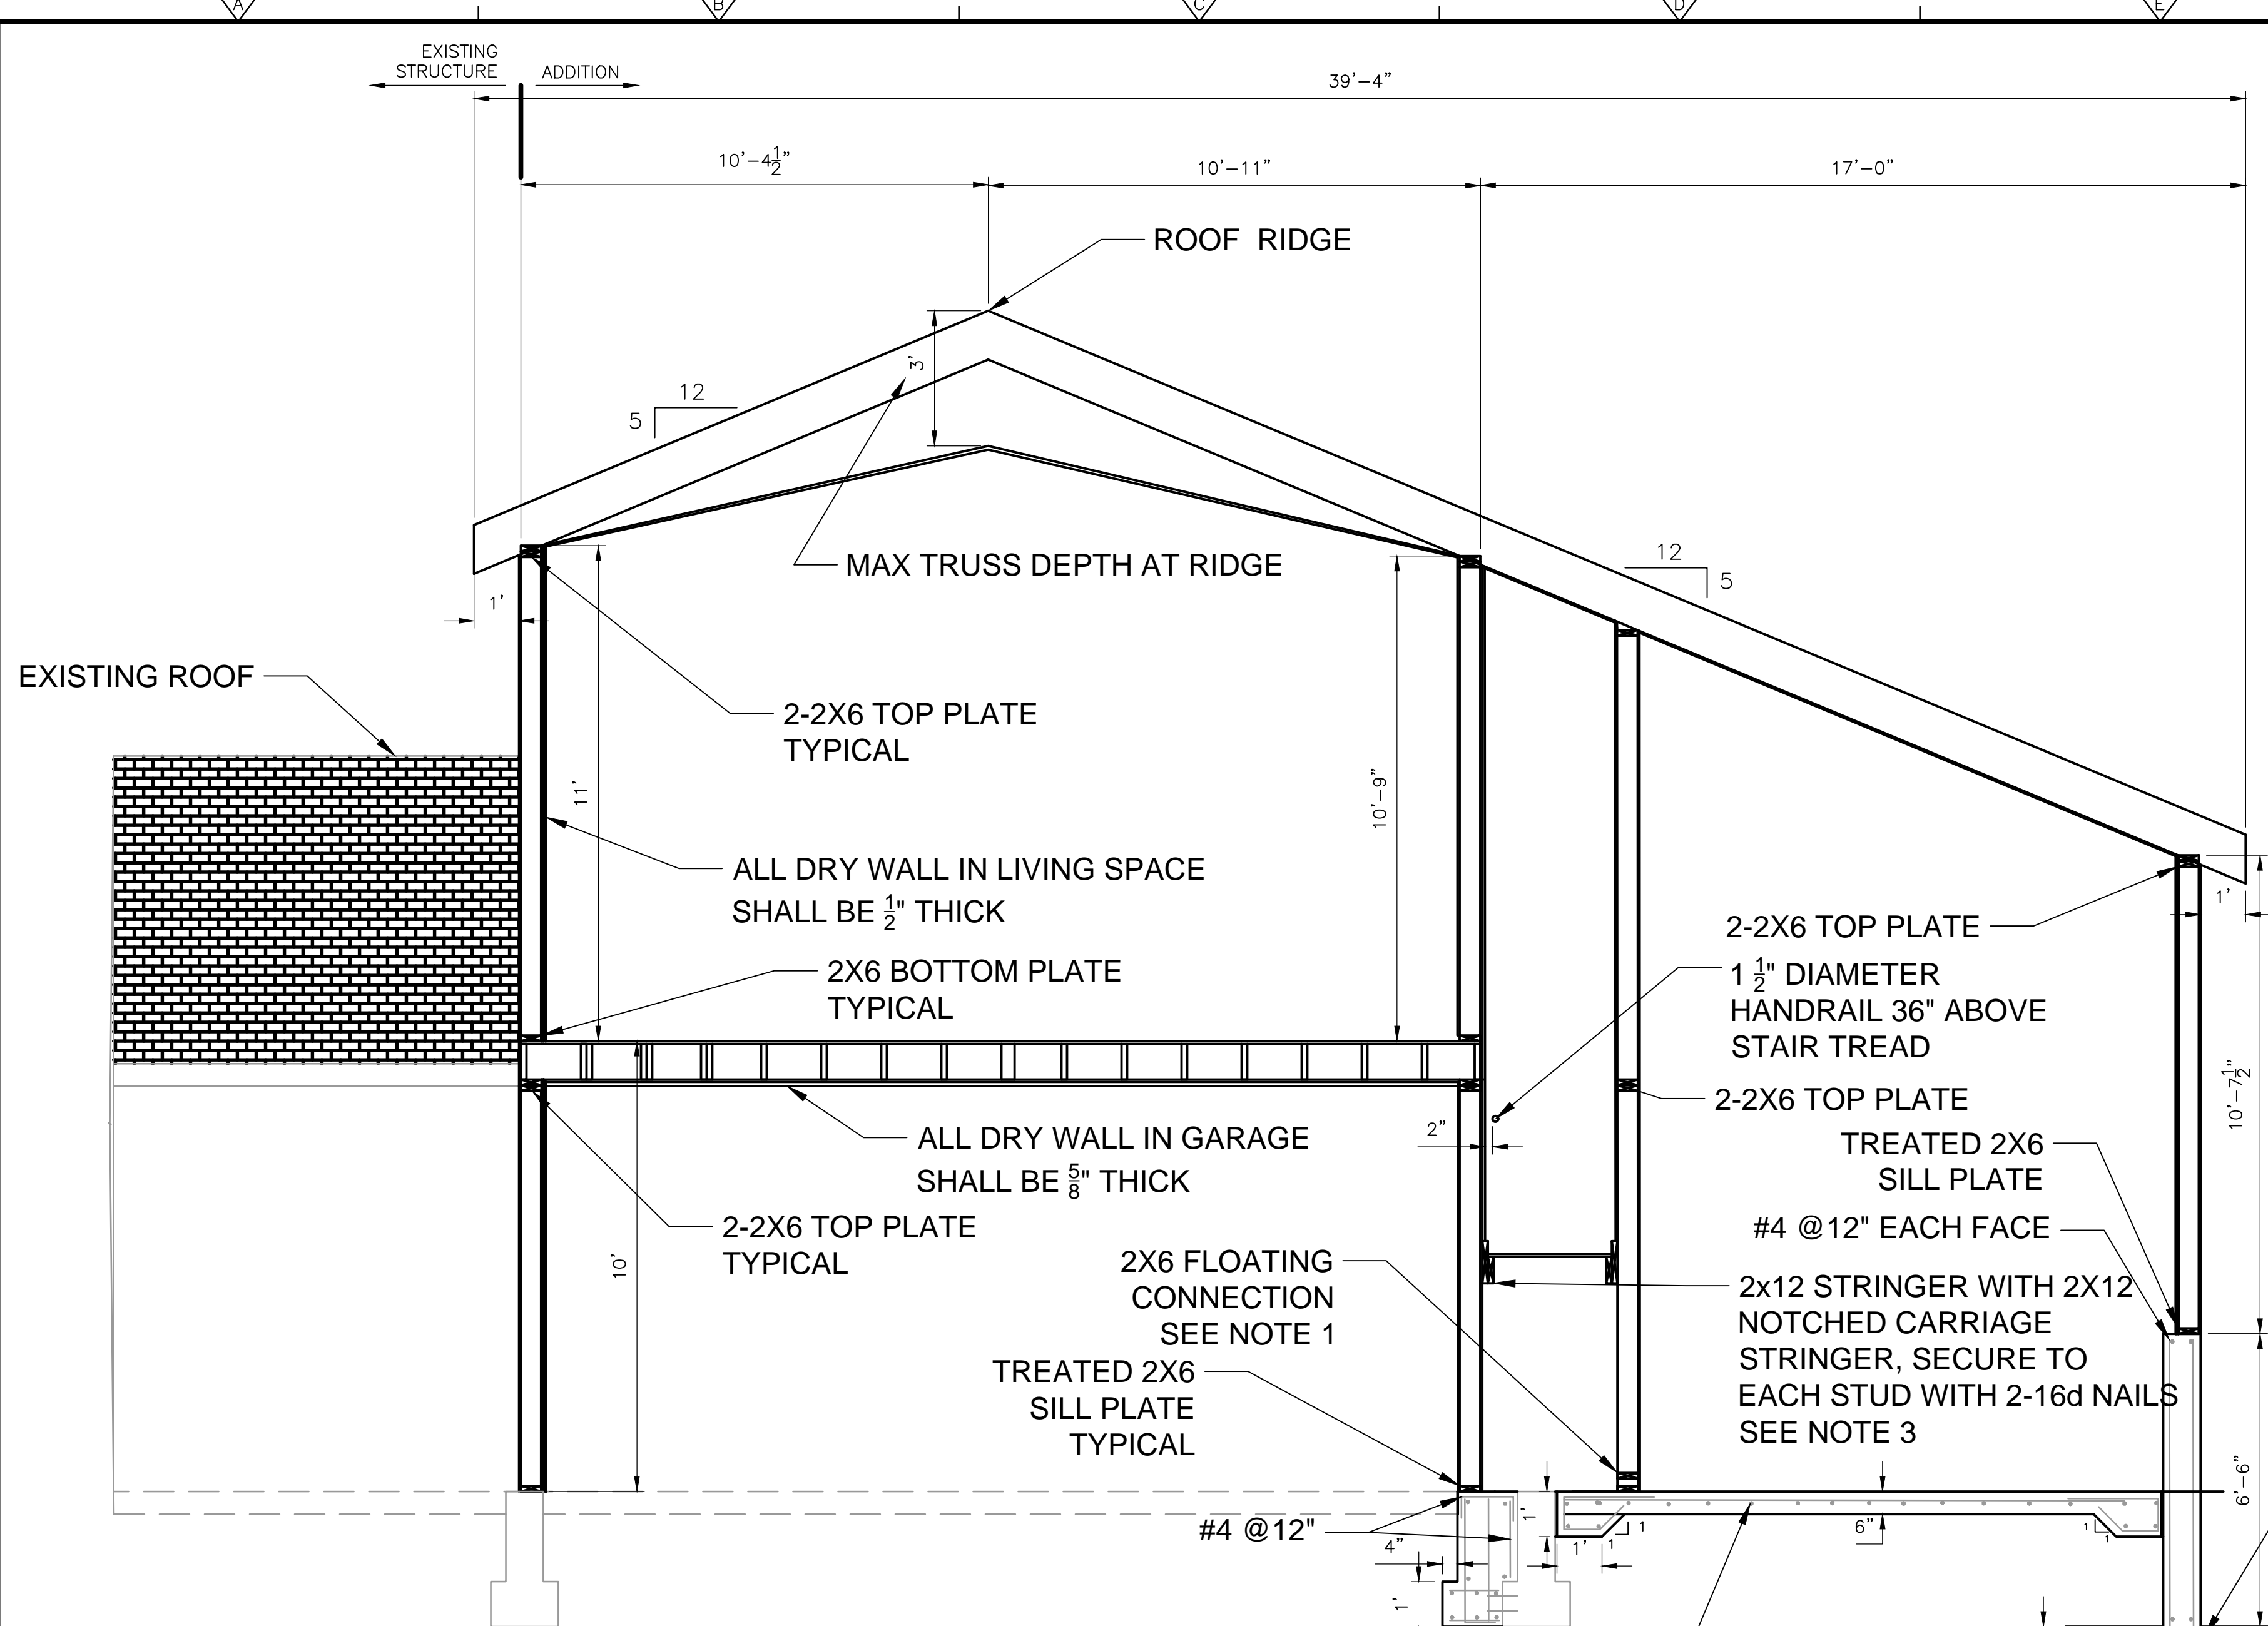 A B C D E
EXISTING
STRUCTURE
ADDITION
39'-4"
10'-4 1/2"
10'-11"
17'-0"
ROOF RIDGE
3'
12
5
MAX TRUSS DEPTH AT RIDGE
12
5
1'
EXISTING ROOF
2-2X6 TOP PLATE
TYPICAL
11'
10'-9"
ALL DRY WALL IN LIVING SPACE
SHALL BE 1/2" THICK
1'
2-2X6 TOP PLATE
1 1/2" DIAMETER
HANDRAIL 36" ABOVE
STAIR TREAD
2X6 BOTTOM PLATE
TYPICAL
2-2X6 TOP PLATE
10'-7 1/2"
2"
ALL DRY WALL IN GARAGE
SHALL BE 5/8" THICK
TREATED 2X6
SILL PLATE
#4 @12" EACH FACE
2-2X6 TOP PLATE
TYPICAL
10'
2X6 FLOATING
CONNECTION
SEE NOTE 1
2x12 STRINGER WITH 2X12
NOTCHED CARRIAGE
STRINGER, SECURE TO
EACH STUD WITH 2-16d NAILS
SEE NOTE 3
TREATED 2X6
SILL PLATE
TYPICAL
6'-6"
#4 @12"
1'
4"
1'
1
1
6"
1
1
1'